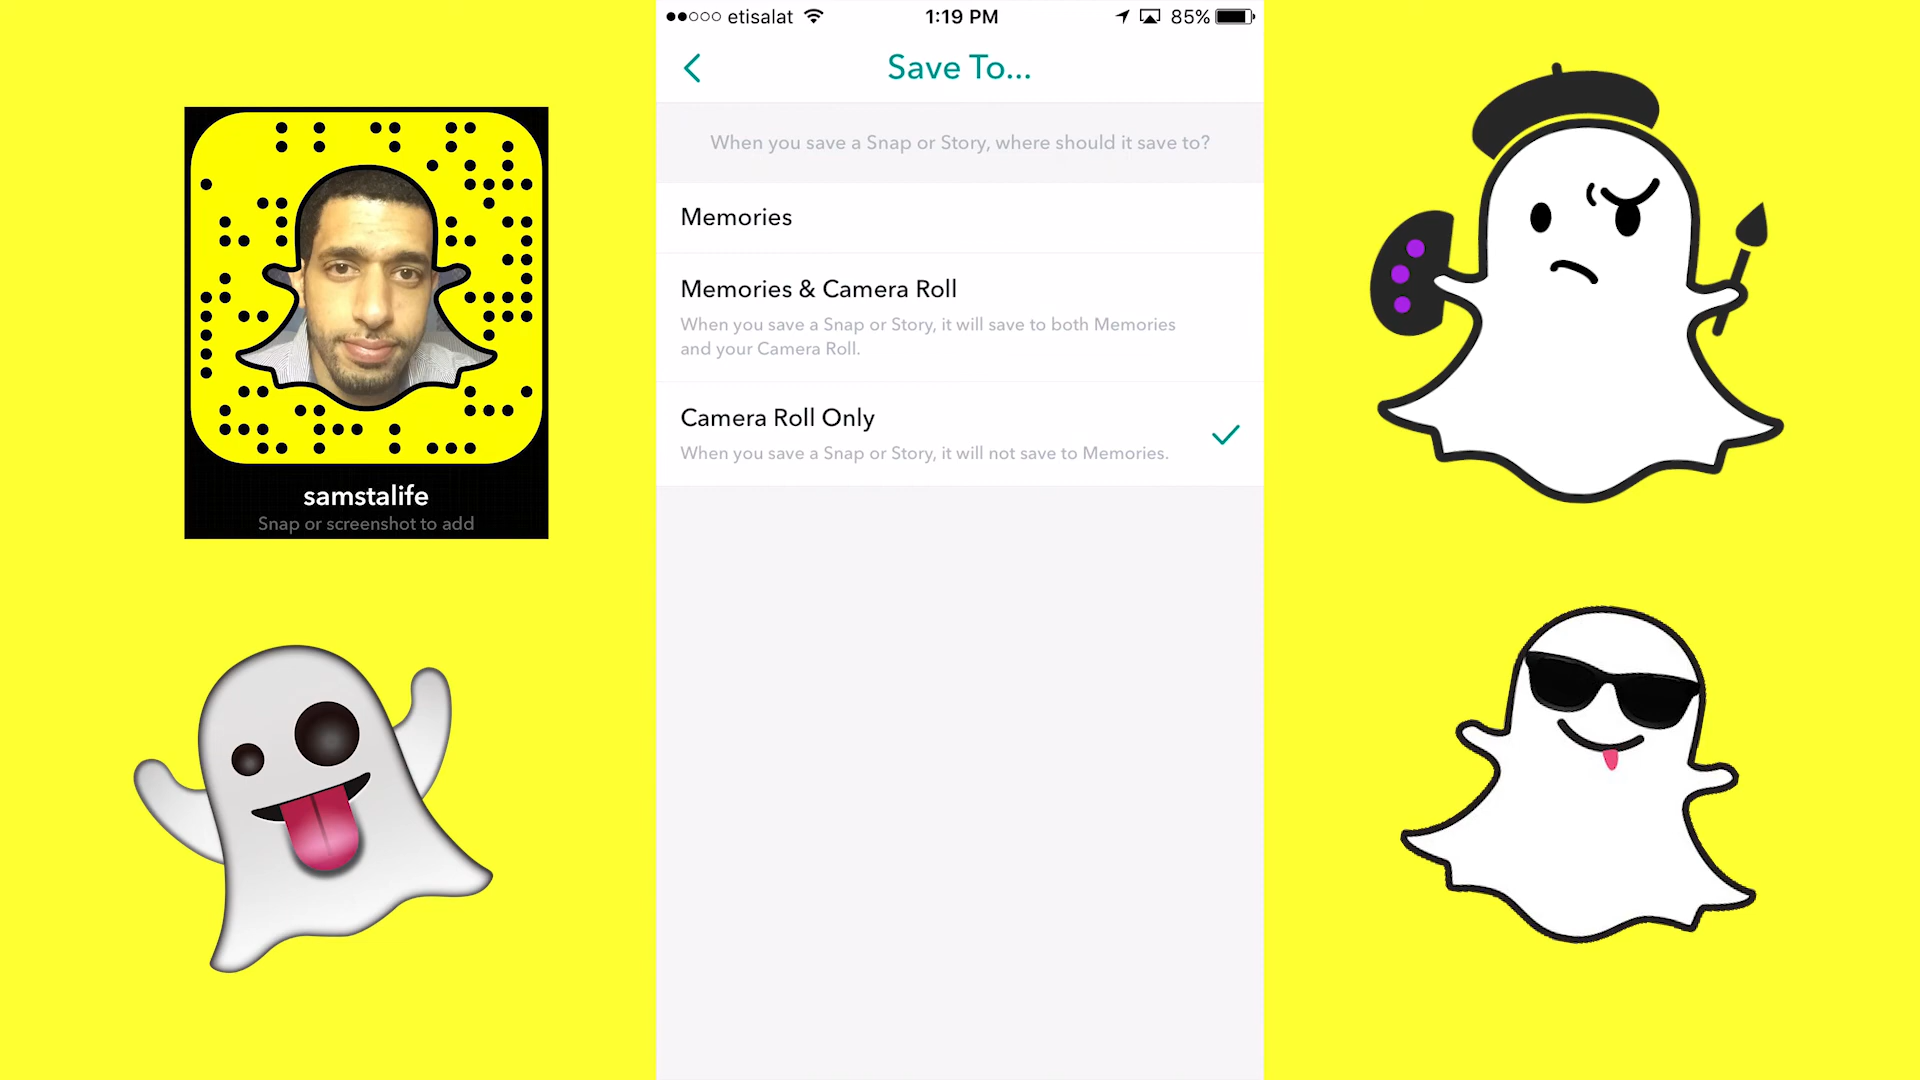 etisalat
1:19 PM
85%
Save To...
When you save a Snap or Story, where should it save to?
Memories
Memories & Camera Roll
When you save a Snap or Story, it will save to both Memories
and your Camera Roll.
Camera Roll Only
When you save a Snap or Story, it will not save to Memories.
samstalife
Snap or screenshot to add